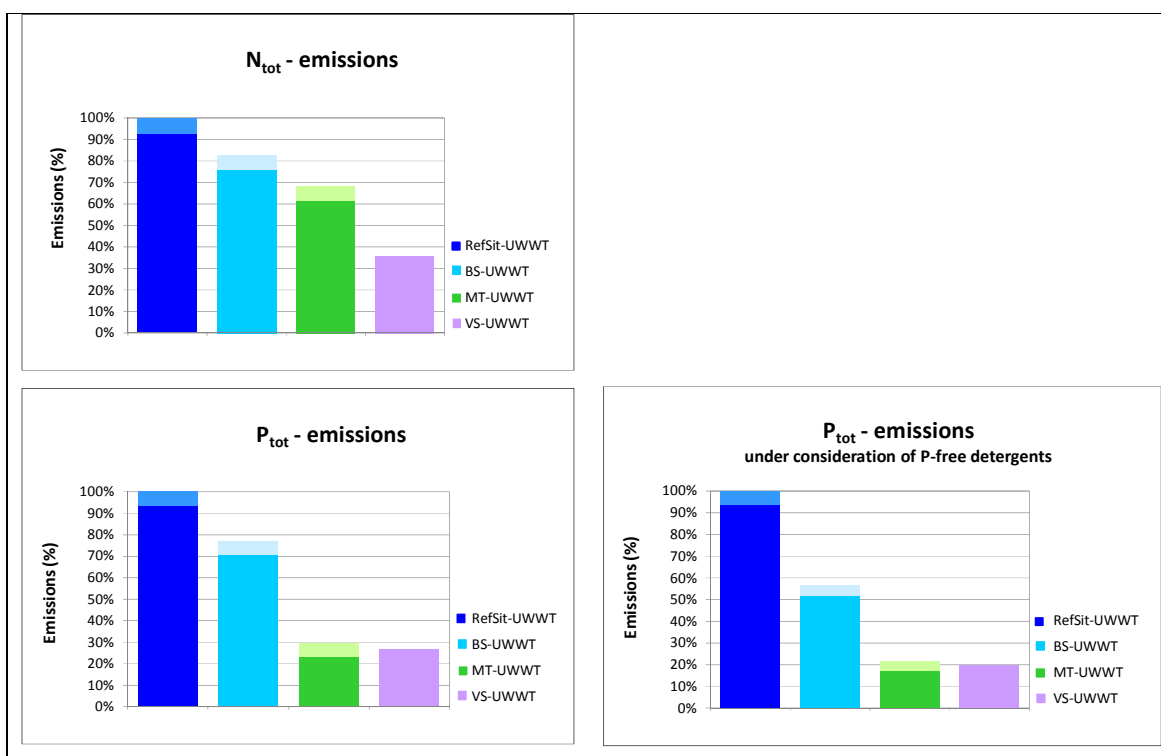 N_tot - emissions
Emissions (%)
100%
90%
80%
70%
60%
50%
40%
30%
20%
10%
0%
RefSit-UWWT
BS-UWWT
MT-UWWT
VS-UWWT
P_tot - emissions
Emissions (%)
100%
90%
80%
70%
60%
50%
40%
30%
20%
10%
0%
RefSit-UWWT
BS-UWWT
MT-UWWT
VS-UWWT
P_tot - emissions
under consideration of P-free detergents
Emissions (%)
100%
90%
80%
70%
60%
50%
40%
30%
20%
10%
0%
RefSit-UWWT
BS-UWWT
MT-UWWT
VS-UWWT